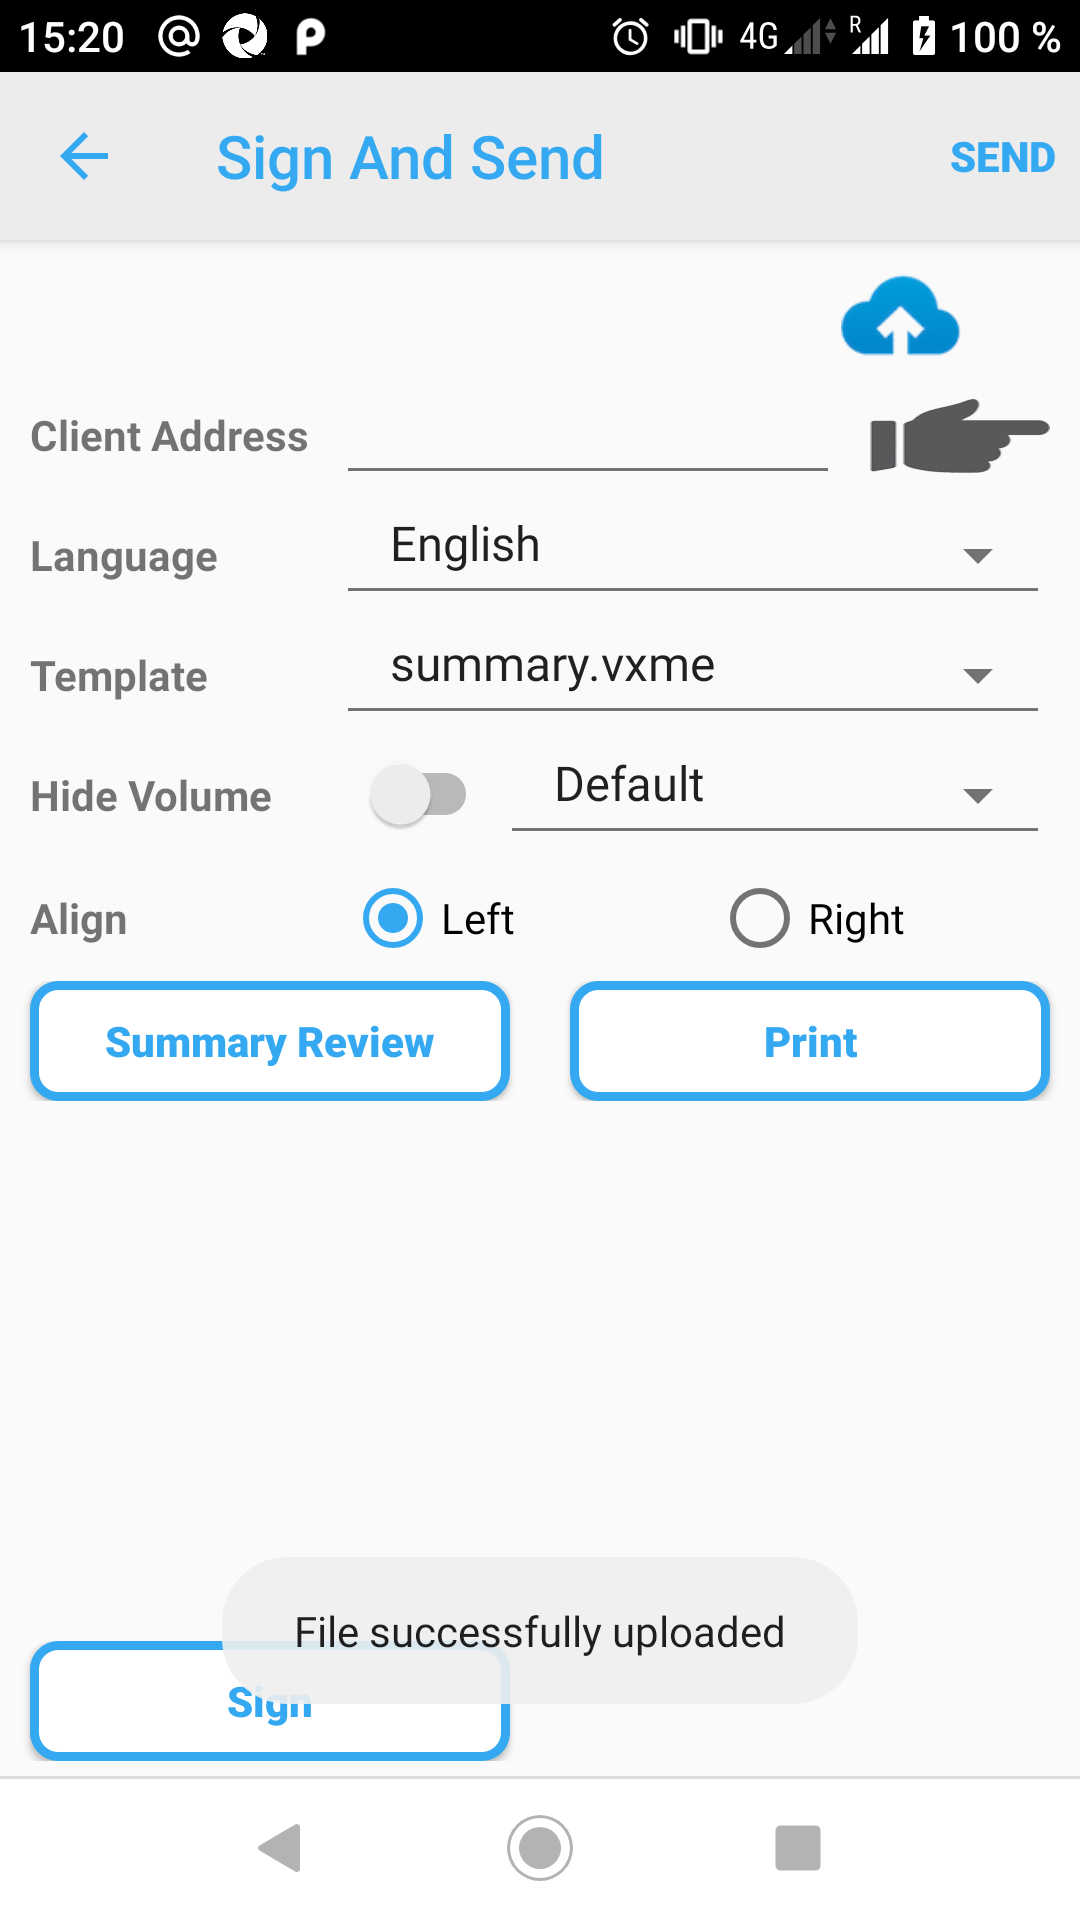 15:20 4G R 100 %
Sign And Send SEND
Client Address
Language English
Template summary.vxme
Hide Volume Default
Align Left Right
Summary Review Print
File successfully uploaded
Sign